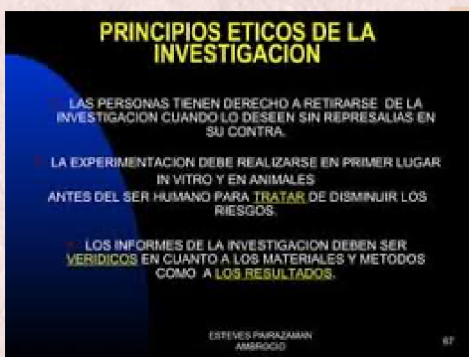 PRINCIPIOS ETICOS DE LA
INVESTIGACION
LAS PERSONAS TIENEN DERECHO A RETIRARSE DE LA
INVESTIGACION CUANDO LO DESEEN SIN REPRESALIAS EN
SU CONTRA.
LA EXPERIMENTACION DEBE REALIZARSE EN PRIMER LUGAR
IN VITRO Y EN ANIMALES
ANTES DEL SER HUMANO PARA TRATAR DE DISMINUIR LOS
RIESGOS.
LOS INFORMES DE LA INVESTIGACION DEBEN SER
VERIDICOS EN CUANTO A LOS MATERIALES Y METODOS
COMO A LOS RESULTADOS.
ESTEVES PAIRAZAMAN
AMBROCIO
67